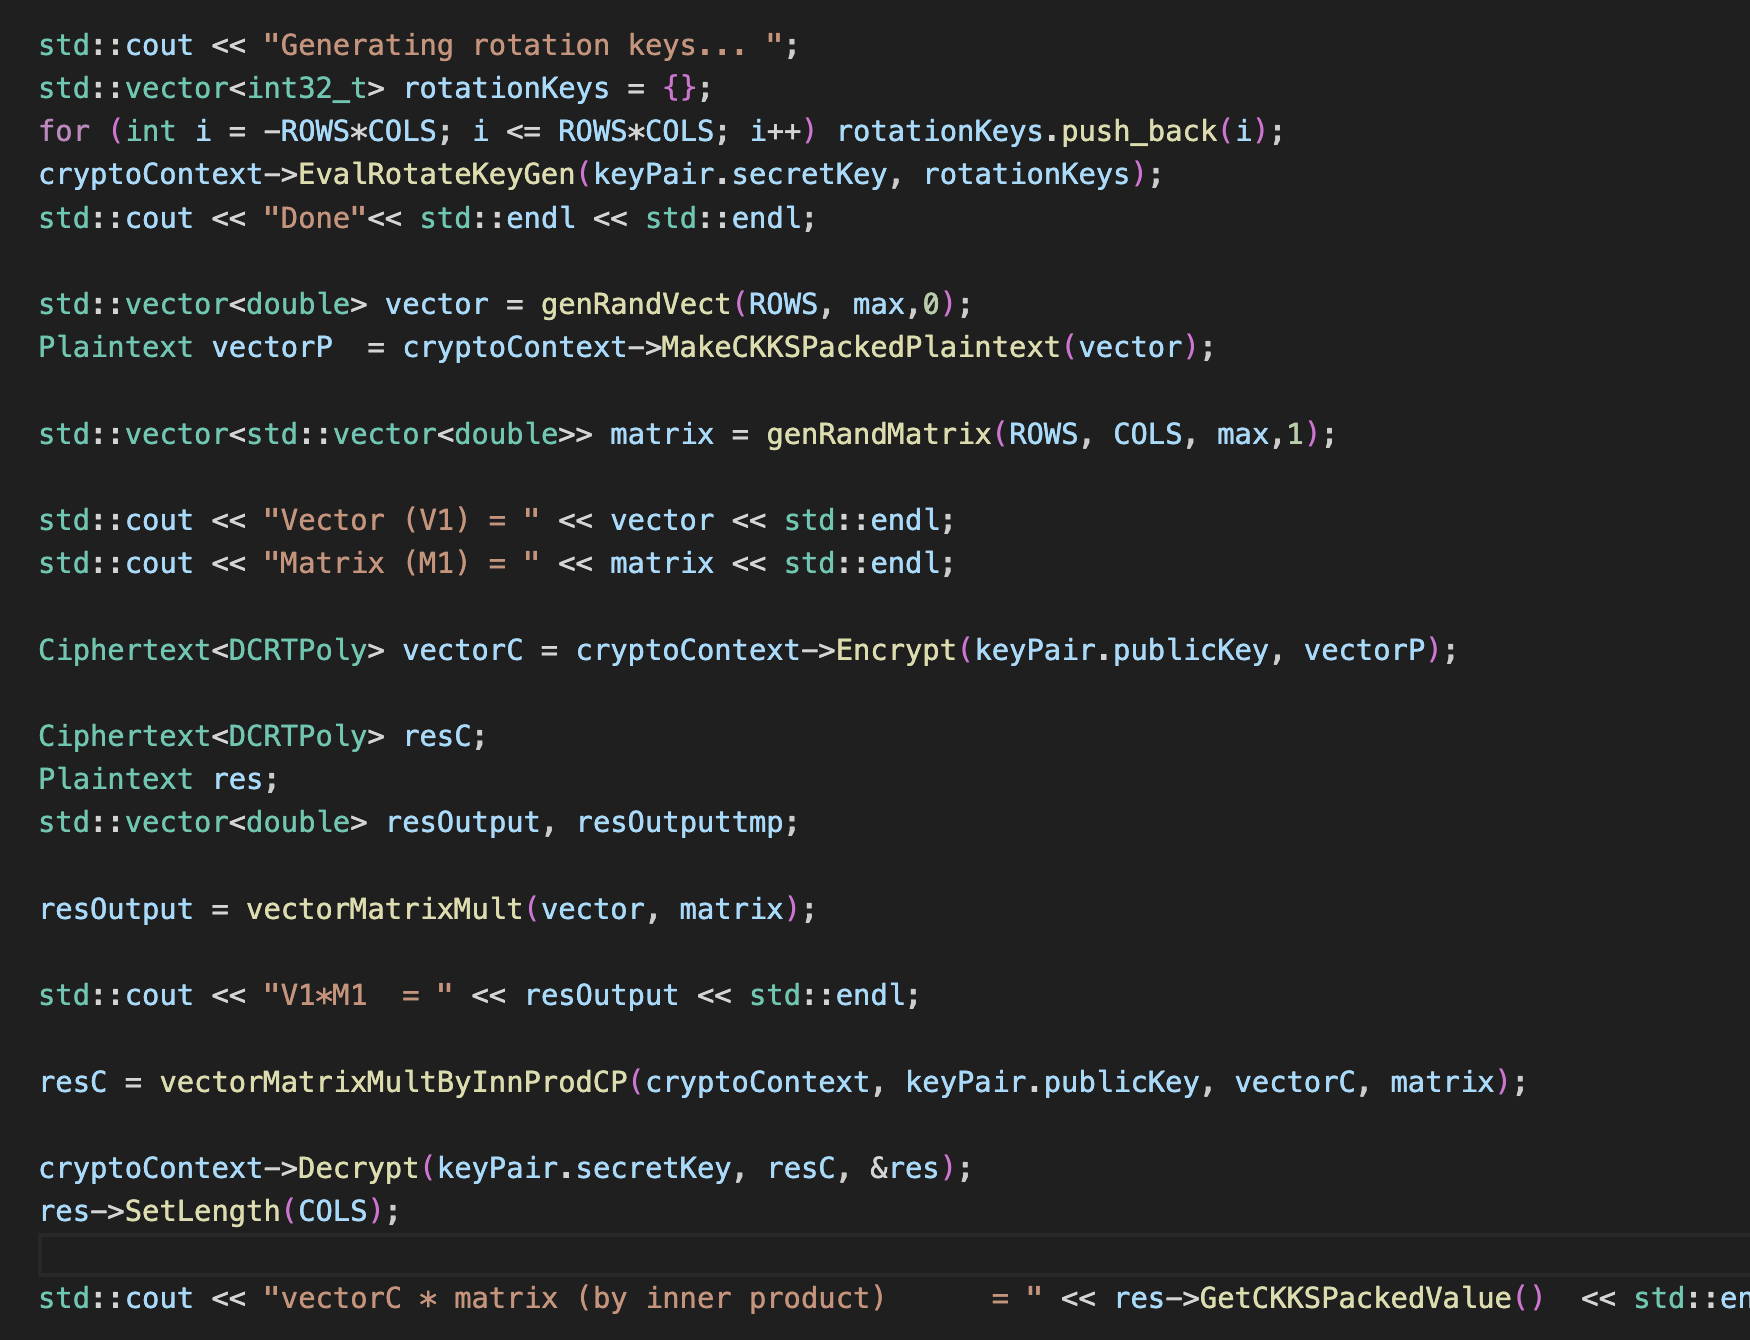 std::cout << "Generating rotation keys... ";
std::vector<int32_t> rotationKeys = {};
for (int i = -ROWS*COLS; i <= ROWS*COLS; i++) rotationKeys.push_back(i);
cryptoContext->EvalRotateKeyGen(keyPair.secretKey, rotationKeys);
std::cout << "Done"<< std::endl << std::endl;
std::vector<double> vector = genRandVect(ROWS, max,0);
Plaintext vectorP  = cryptoContext->MakeCKKSPackedPlaintext(vector);
std::vector<std::vector<double>> matrix = genRandMatrix(ROWS, COLS, max,1);
std::cout << "Vector (V1) = " << vector << std::endl;
std::cout << "Matrix (M1) = " << matrix << std::endl;
Ciphertext<DCRTPoly> vectorC = cryptoContext->Encrypt(keyPair.publicKey, vectorP);
Ciphertext<DCRTPoly> resC;
Plaintext res;
std::vector<double> resOutput, resOutputtmp;
resOutput = vectorMatrixMult(vector, matrix);
std::cout << "V1*M1  = " << resOutput << std::endl;
resC = vectorMatrixMultByInnProdCP(cryptoContext, keyPair.publicKey, vectorC, matrix);
cryptoContext->Decrypt(keyPair.secretKey, resC, &res);
res->SetLength(COLS);
std::cout << "vectorC * matrix (by inner product)      = " << res->GetCKKSPackedValue()  << std::en